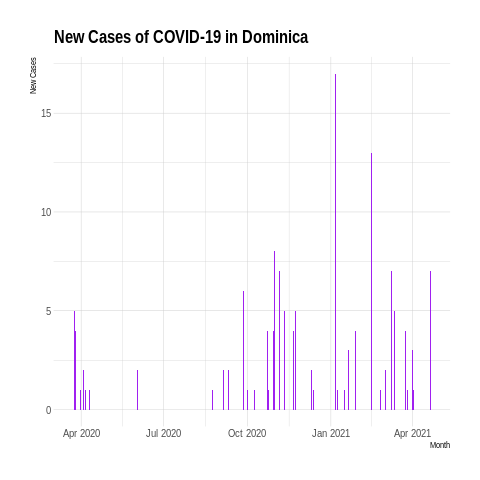 New Cases of COVID-19 in Dominica
New Cases
15
10
5
0
Apr 2020 Jul 2020 Oct 2020 Jan 2021 Apr 2021
Month